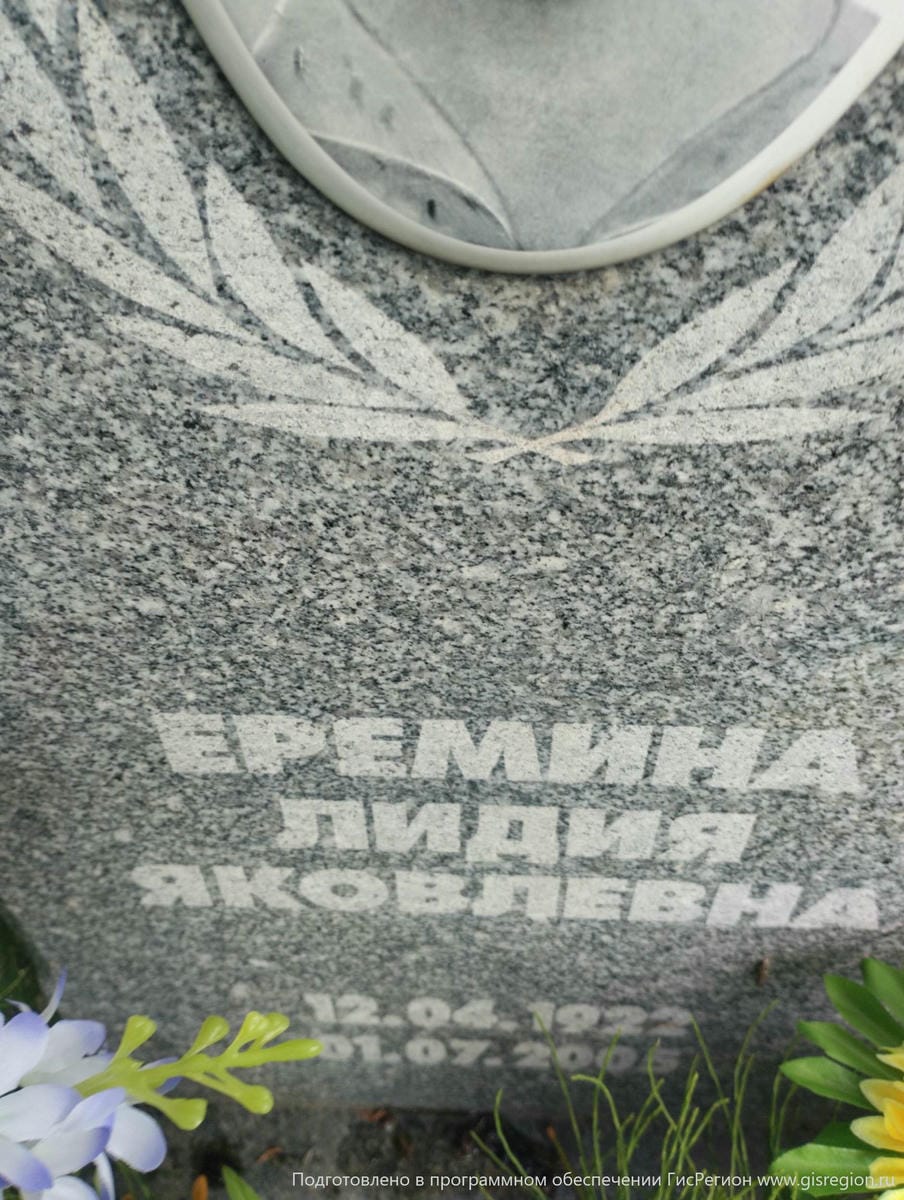 ЕРЕМИНА
ЛИДИЯ
ЯКОВЛЕВНА
12.04.1922
01.07.2005
Подготовлено в программном обеспечении ГисРегион www.gisregion.ru